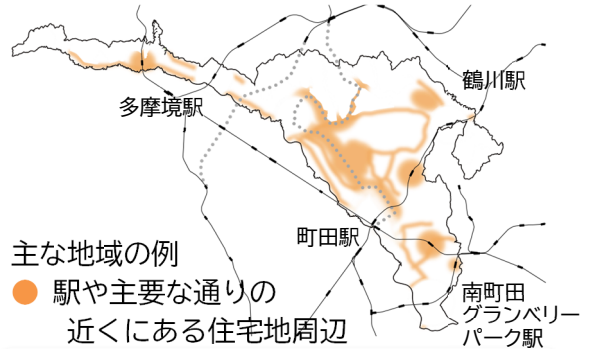 鶴川駅
多摩境駅
町田駅
主な地域の例
駅や主要な通りの
近くにある住宅地周辺
南町田
グランベリー
パーク駅